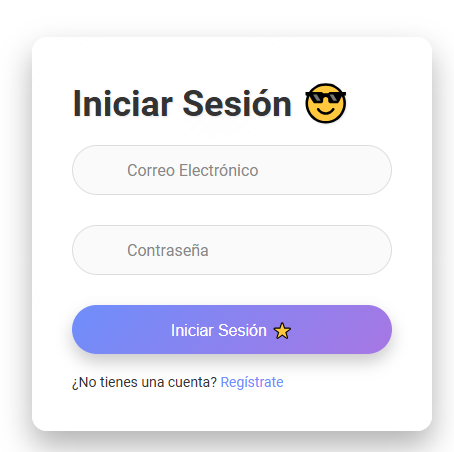 Iniciar Sesión 😎
Correo Electrónico
Contraseña
Iniciar Sesión ⭐
¿No tienes una cuenta? Regístrate